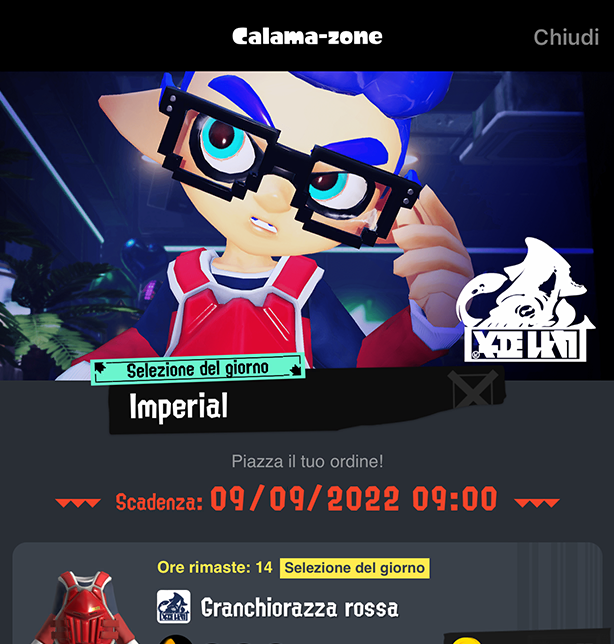 Calama-zone
Chiudi
Selezione del giorno
Imperial
Piazza il tuo ordine!
Scadenza: 09/09/2022 09:00
Ore rimaste: 14 Selezione del giorno
Granchiorazza rossa